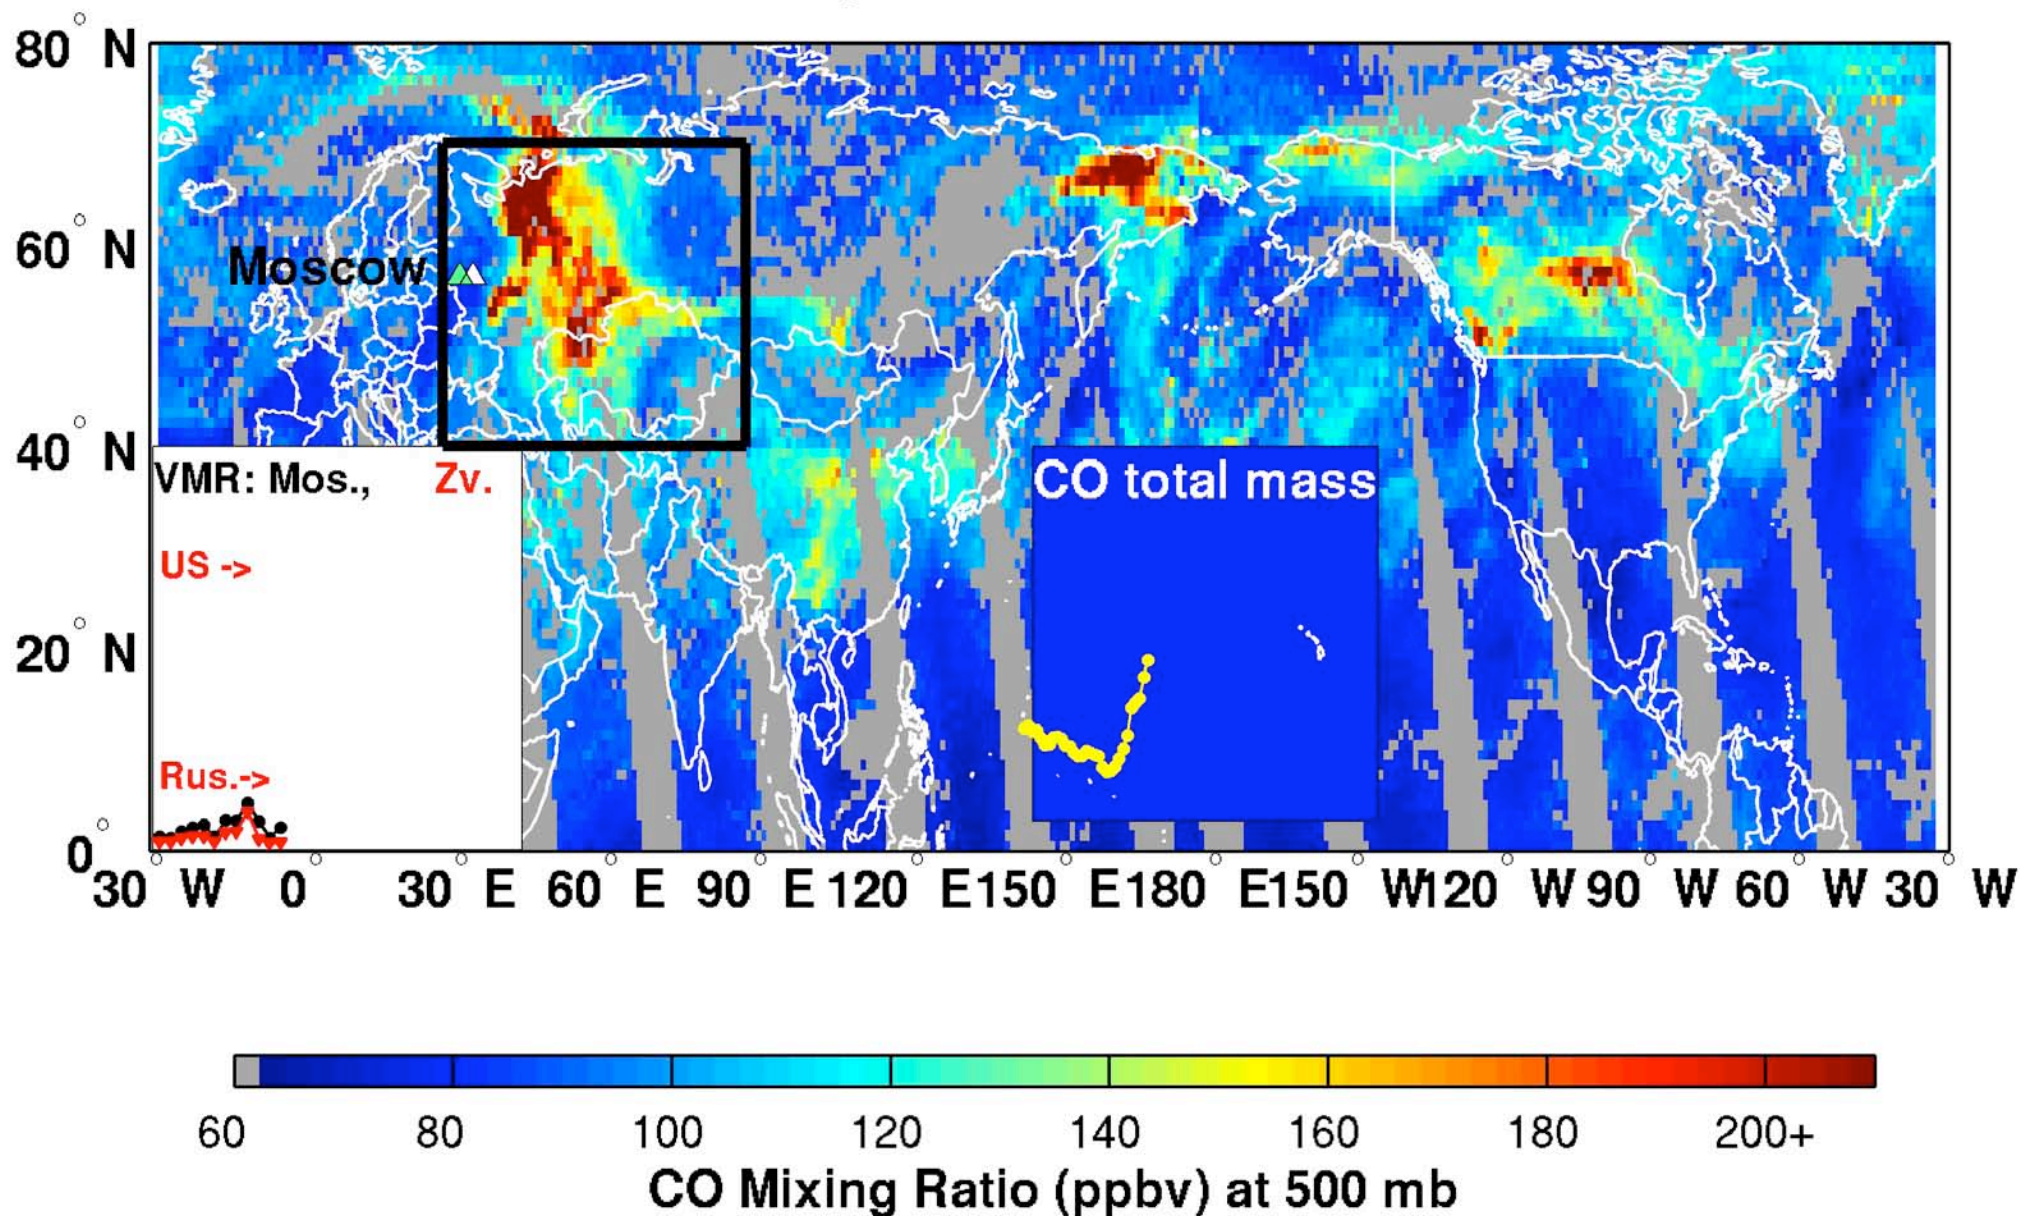 80° N
60° N
Moscow
40° N
VMR: Mos., Zv.
CO total mass
US ->
20° N
Rus.->
0°
30° W 0° 30° E 60° E 90° E 120° E 150° E 180° E 150° W 120° W 90° W 60° W 30° W
60 80 100 120 140 160 180 200+
CO Mixing Ratio (ppbv) at 500 mb